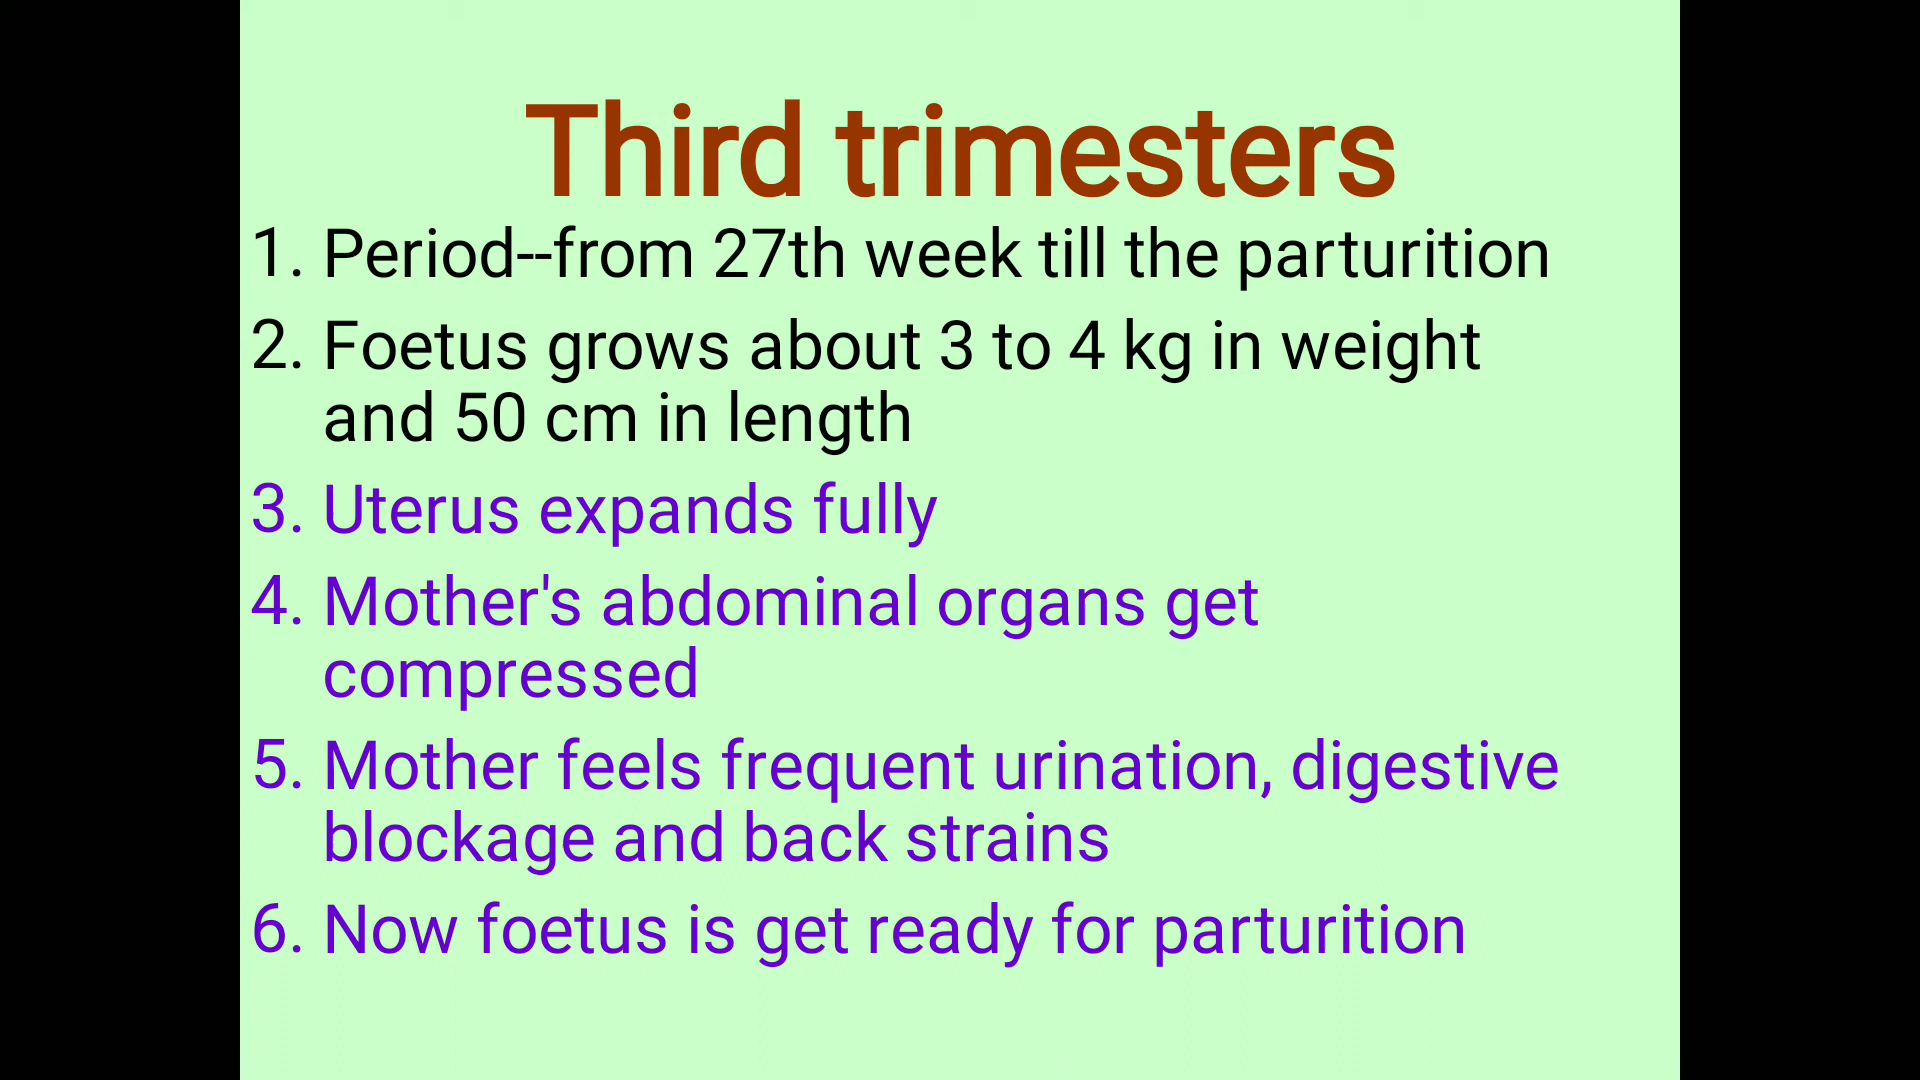 Third trimesters
1. Period--from 27th week till the parturition
2. Foetus grows about 3 to 4 kg in weight
and 50 cm in length
3. Uterus expands fully
4. Mother's abdominal organs get
compressed
5. Mother feels frequent urination, digestive
blockage and back strains
6. Now foetus is get ready for parturition